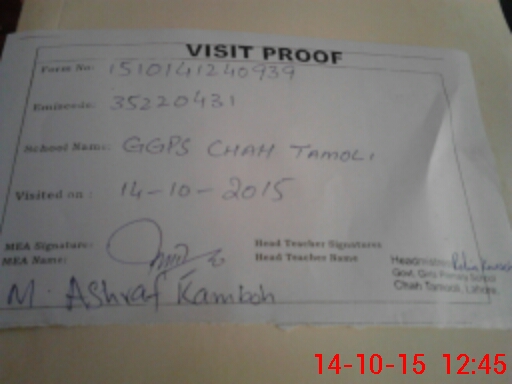 VISIT PROOF
Form No: 1510141240939
Emiscode: 35220431
School Name: GGPS CHAH TAMOLI
Visited on : 14-10-2015
MEA Signature: Head Teacher Signatures
MEA Name: Head Teacher Name
M. Ashraf Kamboh
Govt. Girls Primary School
Chah Tamoli, Lahore.
14-10-15 12:45